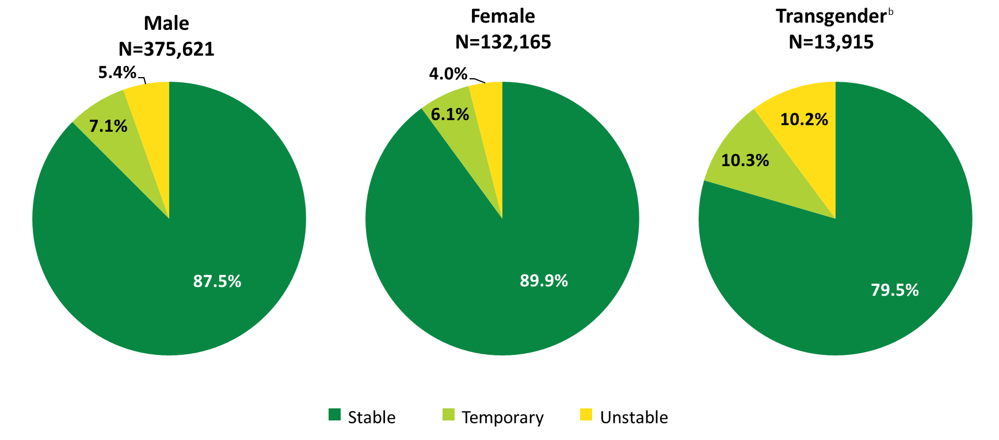 Male
N=375,621
5.4%
7.1%
87.5%
Female
N=132,165
4.0%
6.1%
89.9%
Transgenderᵇ
N=13,915
10.2%
10.3%
79.5%
Stable
Temporary
Unstable